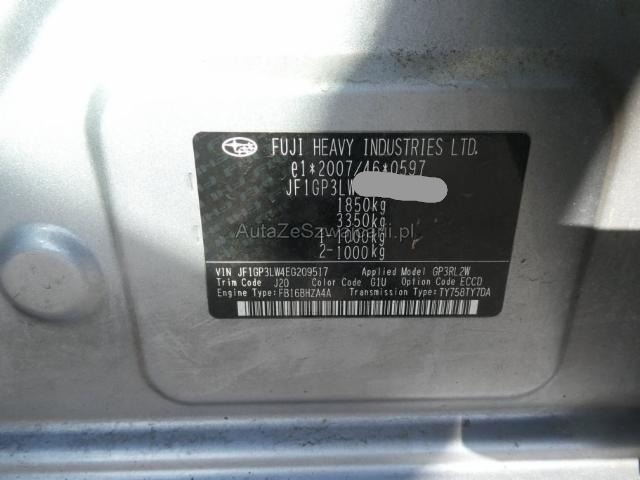 FUJI HEAVY INDUSTRIES LTD.
e1*2007/46*0597
JF1GP3LW
1850kg
3350kg
1-1000kg
2-1000kg
AutaZeSzwajcarii.pl
VIN JF1GP3LW4EG209517 Applied Model GP3RL2W
Trim Code J20 Color Code G1U Option Code ECCD
Engine Type: FB16BHZA4A Transmission Type: TY758TY7DA